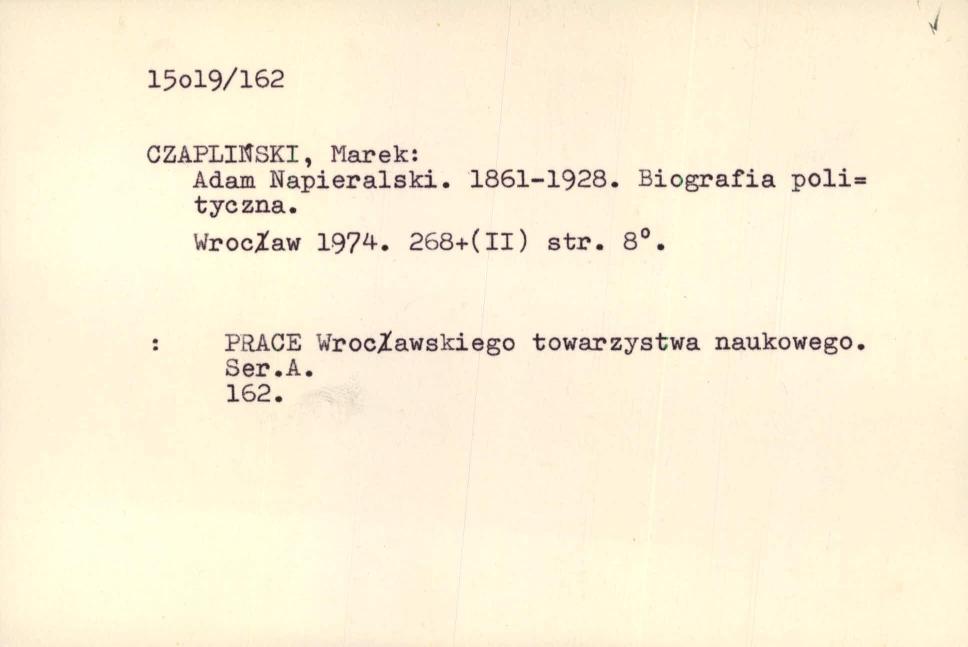 15o19/162
CZAPLIŃSKI, Marek:
Adam Napieralski. 1861-1928. Biografia poli=
tyczna.
Wrocław 1974. 268+(II) str. 8°.
: PRACE Wrocławskiego towarzystwa naukowego.
Ser.A.
162.